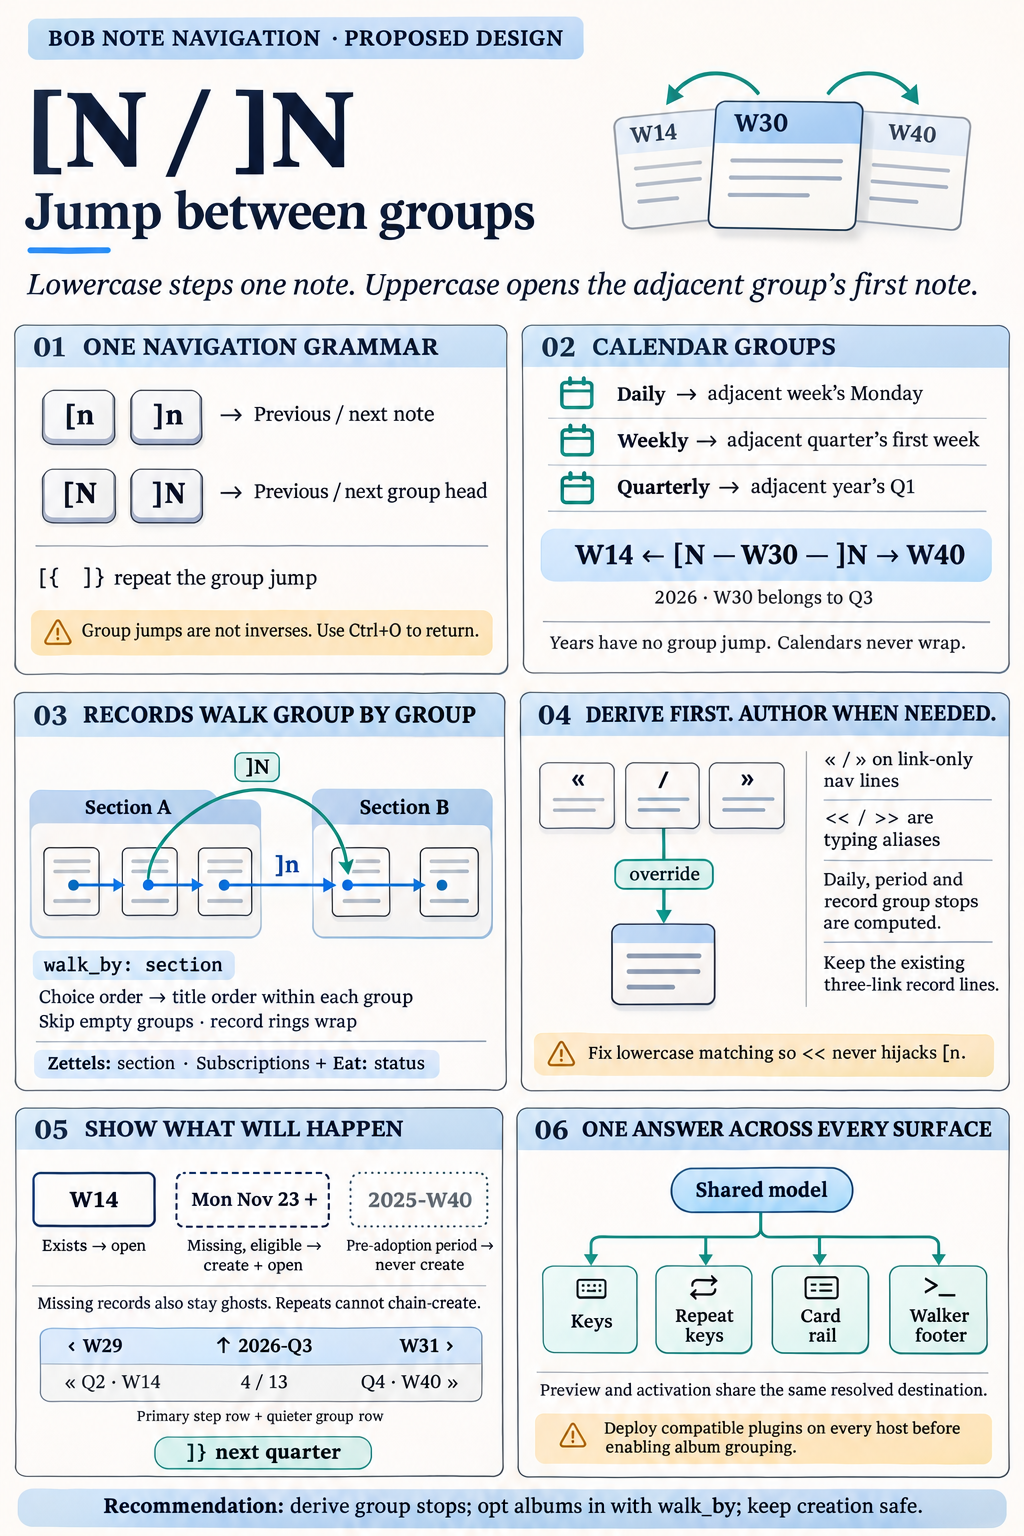 BOB NOTE NAVIGATION · PROPOSED DESIGN
[N / ]N
Jump between groups
W14
W30
W40
Lowercase steps one note. Uppercase opens the adjacent group's first note.
01 ONE NAVIGATION GRAMMAR
[n ]n → Previous / next note
[N ]N → Previous / next group head
[{ ]} repeat the group jump
Group jumps are not inverses. Use Ctrl+O to return.
02 CALENDAR GROUPS
Daily → adjacent week's Monday
Weekly → adjacent quarter's first week
Quarterly → adjacent year's Q1
W14 ← [N — W30 — ]N → W40
2026 · W30 belongs to Q3
Years have no group jump. Calendars never wrap.
03 RECORDS WALK GROUP BY GROUP
]N
Section A
Section B
]n
walk_by: section
Choice order → title order within each group
Skip empty groups · record rings wrap
Zettels: section · Subscriptions + Eat: status
04 DERIVE FIRST. AUTHOR WHEN NEEDED.
« / »
override
« / » on link-only
nav lines
<< / >> are
typing aliases
Daily, period and
record group stops
are computed.
Keep the existing
three-link record lines.
Fix lowercase matching so << never hijacks [n.
05 SHOW WHAT WILL HAPPEN
W14
Mon Nov 23 +
2025-W40
Exists → open
Missing, eligible →
create + open
Pre-adoption period →
never create
Missing records also stay ghosts. Repeats cannot chain-create.
‹ W29 ↑ 2026-Q3 W31 ›
« Q2 · W14 4 / 13 Q4 · W40 »
Primary step row + quieter group row
]} next quarter
06 ONE ANSWER ACROSS EVERY SURFACE
Shared model
Keys
Repeat
keys
Card
rail
>_
Walker
footer
Preview and activation share the same resolved destination.
Deploy compatible plugins on every host before
enabling album grouping.
Recommendation: derive group stops; opt albums in with walk_by; keep creation safe.